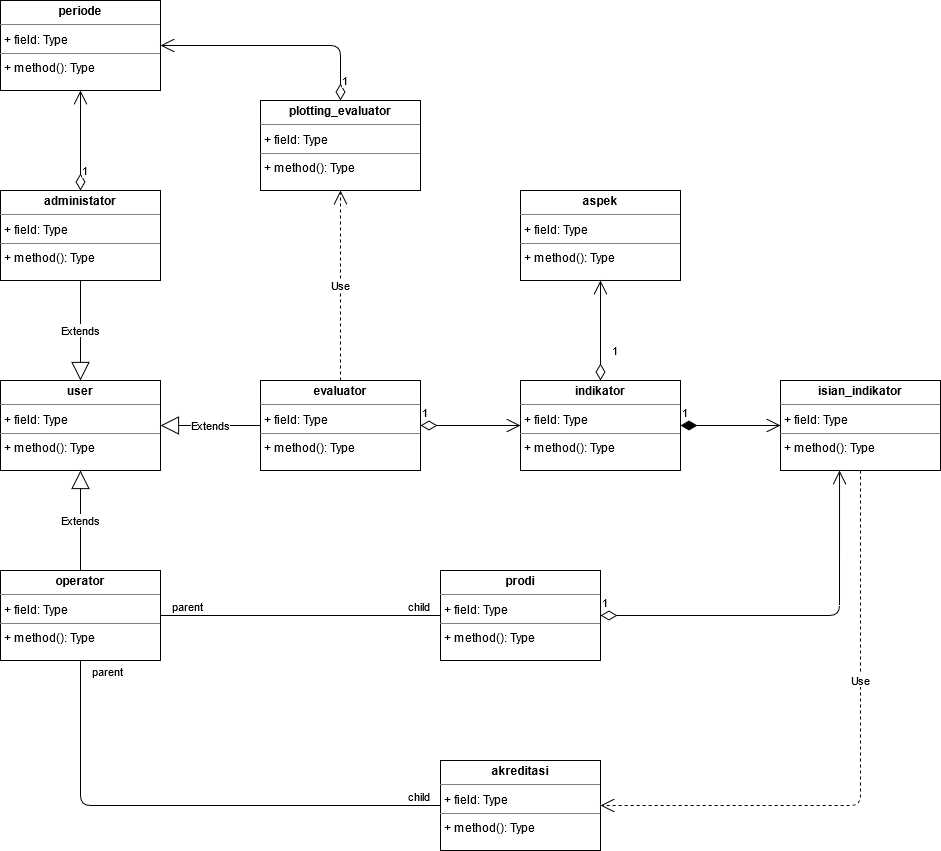 periode
+ field: Type
+ method(): Type
1
plotting_evaluator
+ field: Type
+ method(): Type
1
administator
+ field: Type
+ method(): Type
aspek
+ field: Type
+ method(): Type
Use
Extends
1
user
+ field: Type
+ method(): Type
Extends
evaluator
+ field: Type
+ method(): Type
1
indikator
+ field: Type
+ method(): Type
1
isian_indikator
+ field: Type
+ method(): Type
Extends
operator
+ field: Type
+ method(): Type
parent
child
prodi
+ field: Type
+ method(): Type
1
parent
Use
child
akreditasi
+ field: Type
+ method(): Type